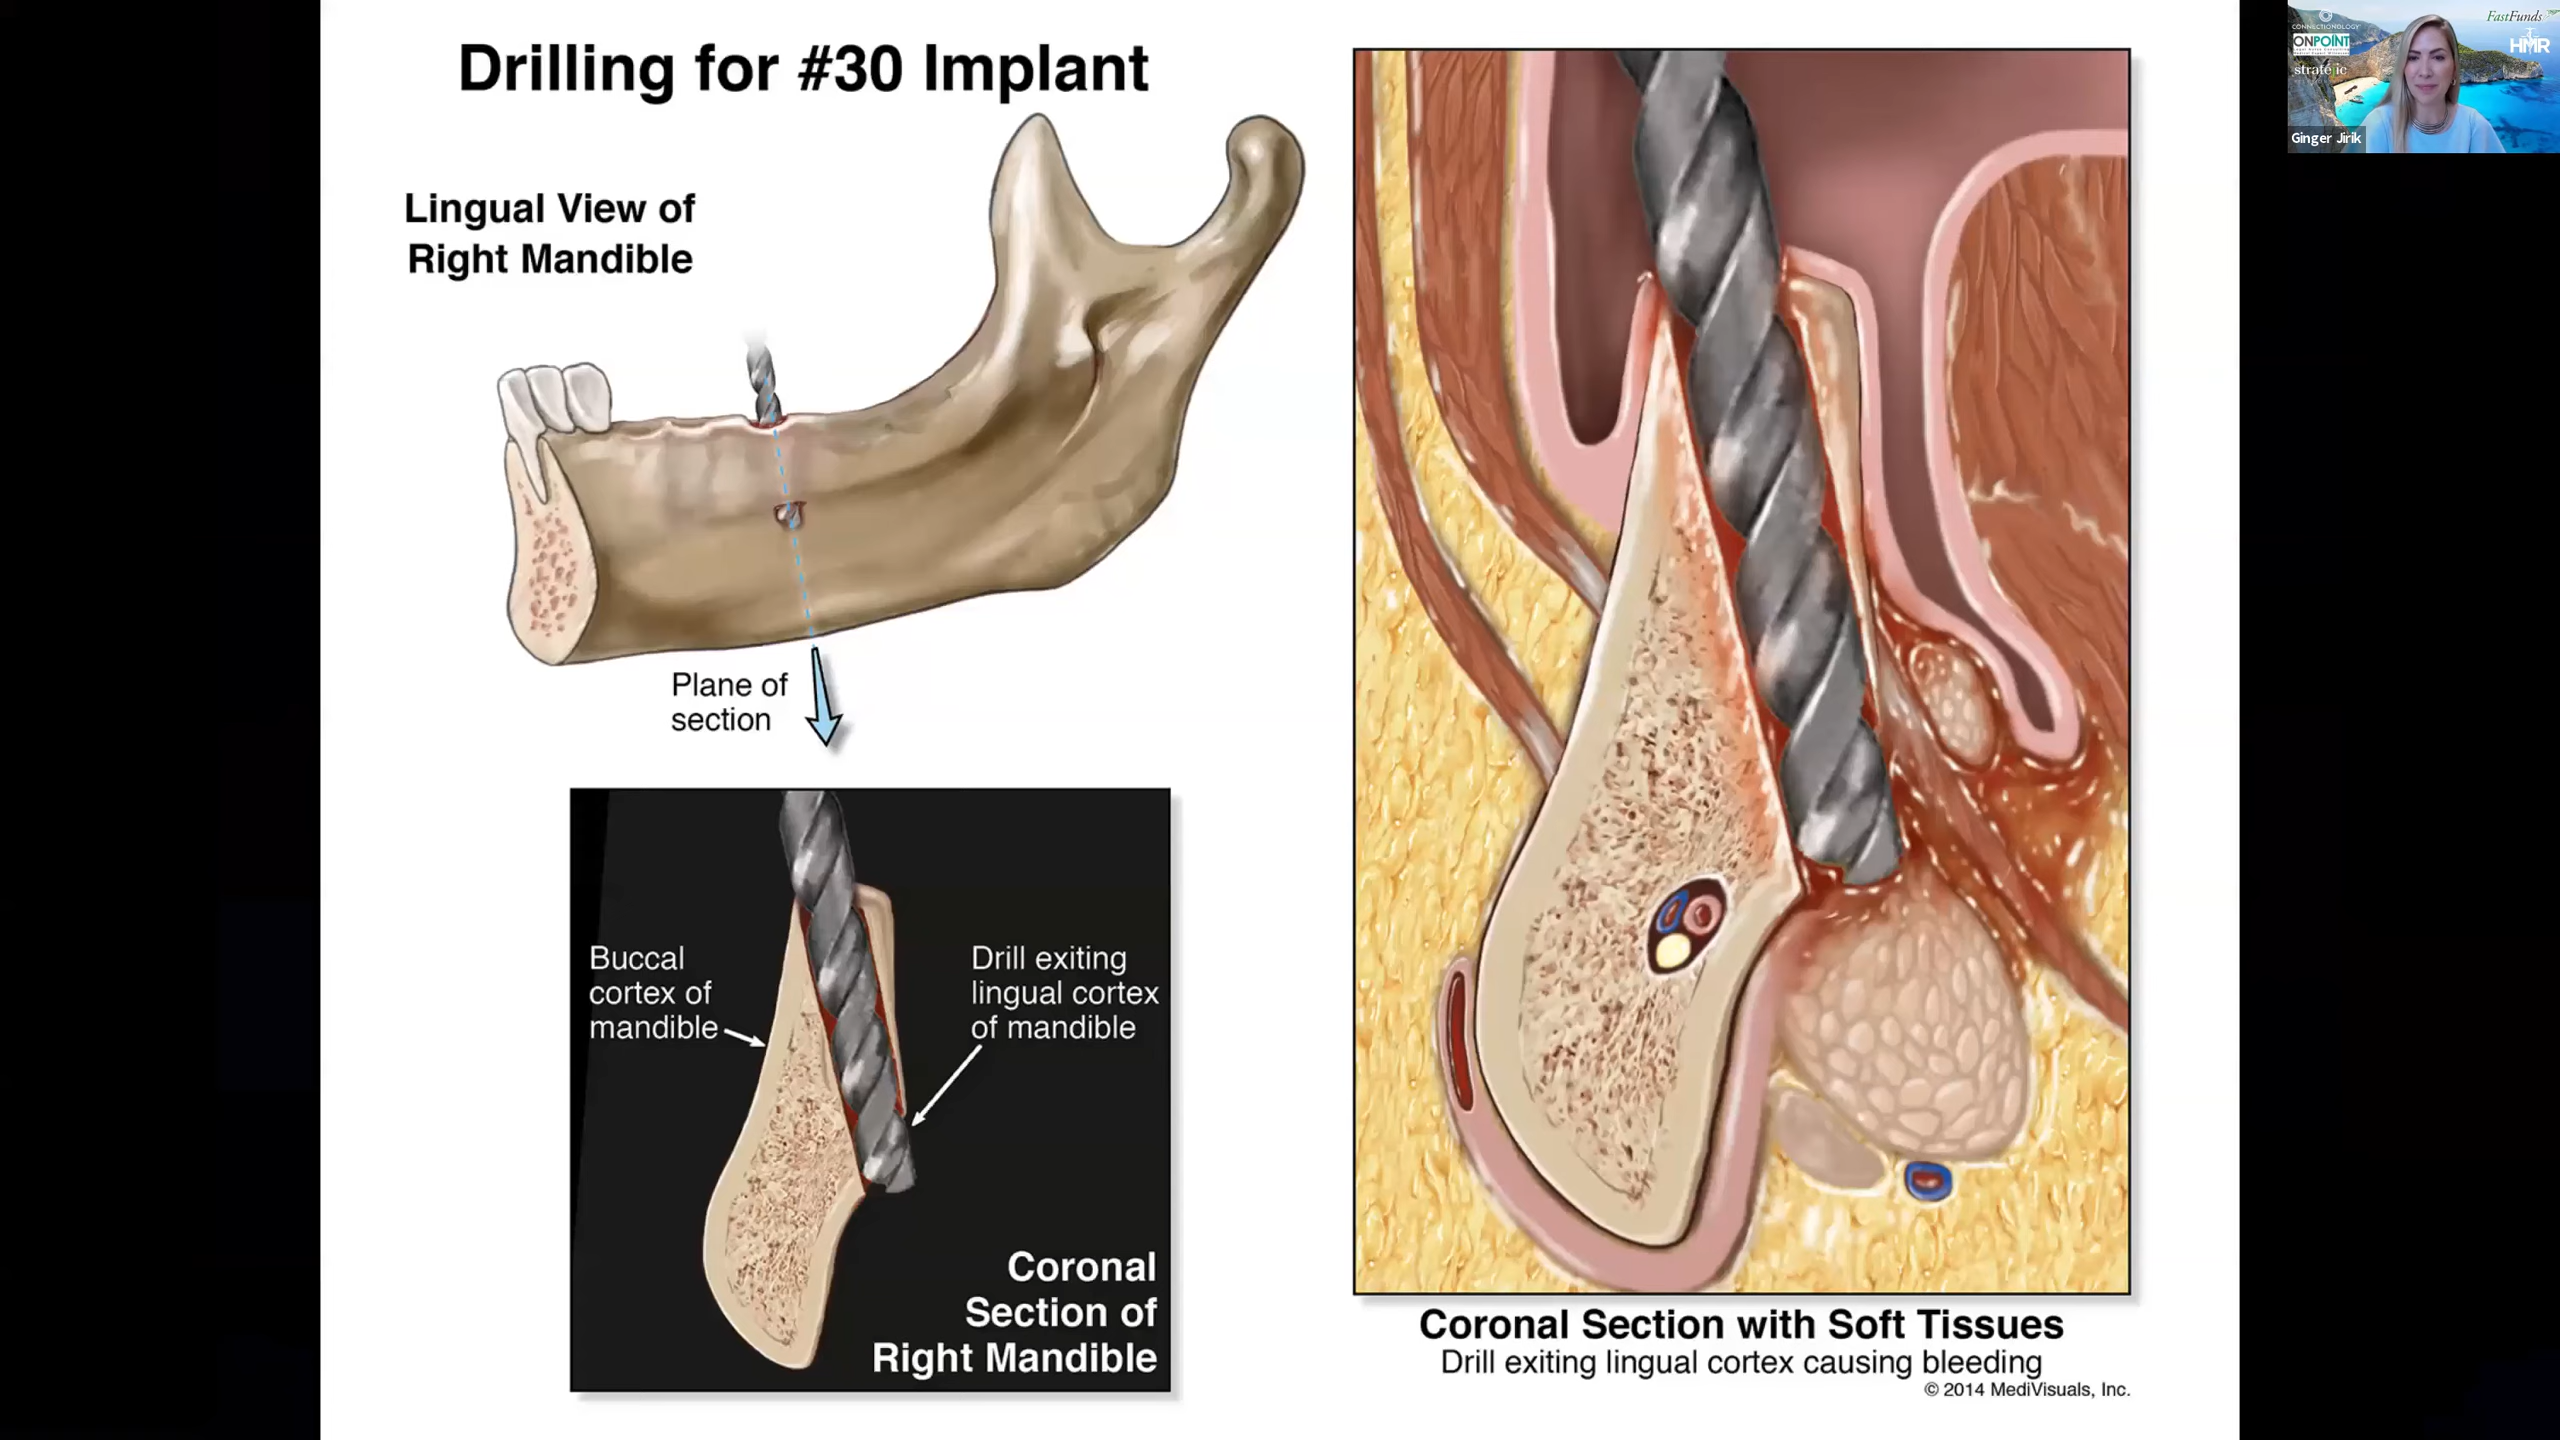 Drilling for #30 Implant
Lingual View of
Right Mandible
Plane of
section
Buccal
cortex of
mandible
Drill exiting
lingual cortex
of mandible
Coronal
Section of
Right Mandible
Coronal Section with Soft Tissues
Drill exiting lingual cortex causing bleeding
© 2014 MediVisuals, Inc.
CONNECTIONOLOGY
ONPOINT
FastFunds
HMR
Ginger Jirik